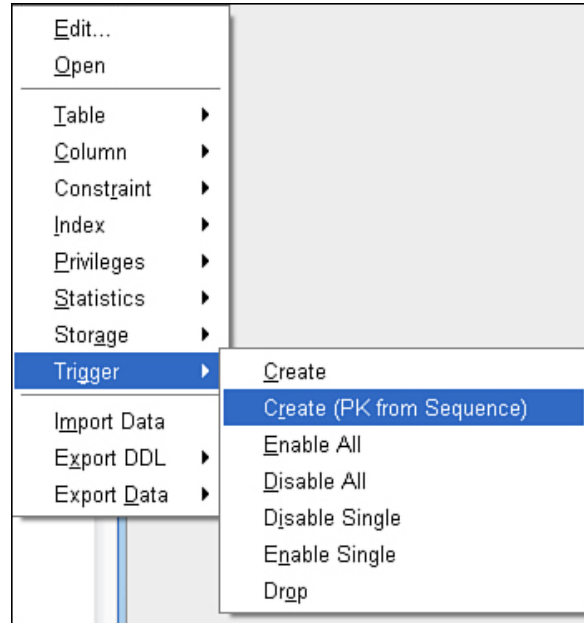 Edit...
Open
Table
Column
Constraint
Index
Privileges
Statistics
Storage
Trigger
Import Data
Export DDL
Export Data
Create
Create (PK from Sequence)
Enable All
Disable All
Disable Single
Enable Single
Drop